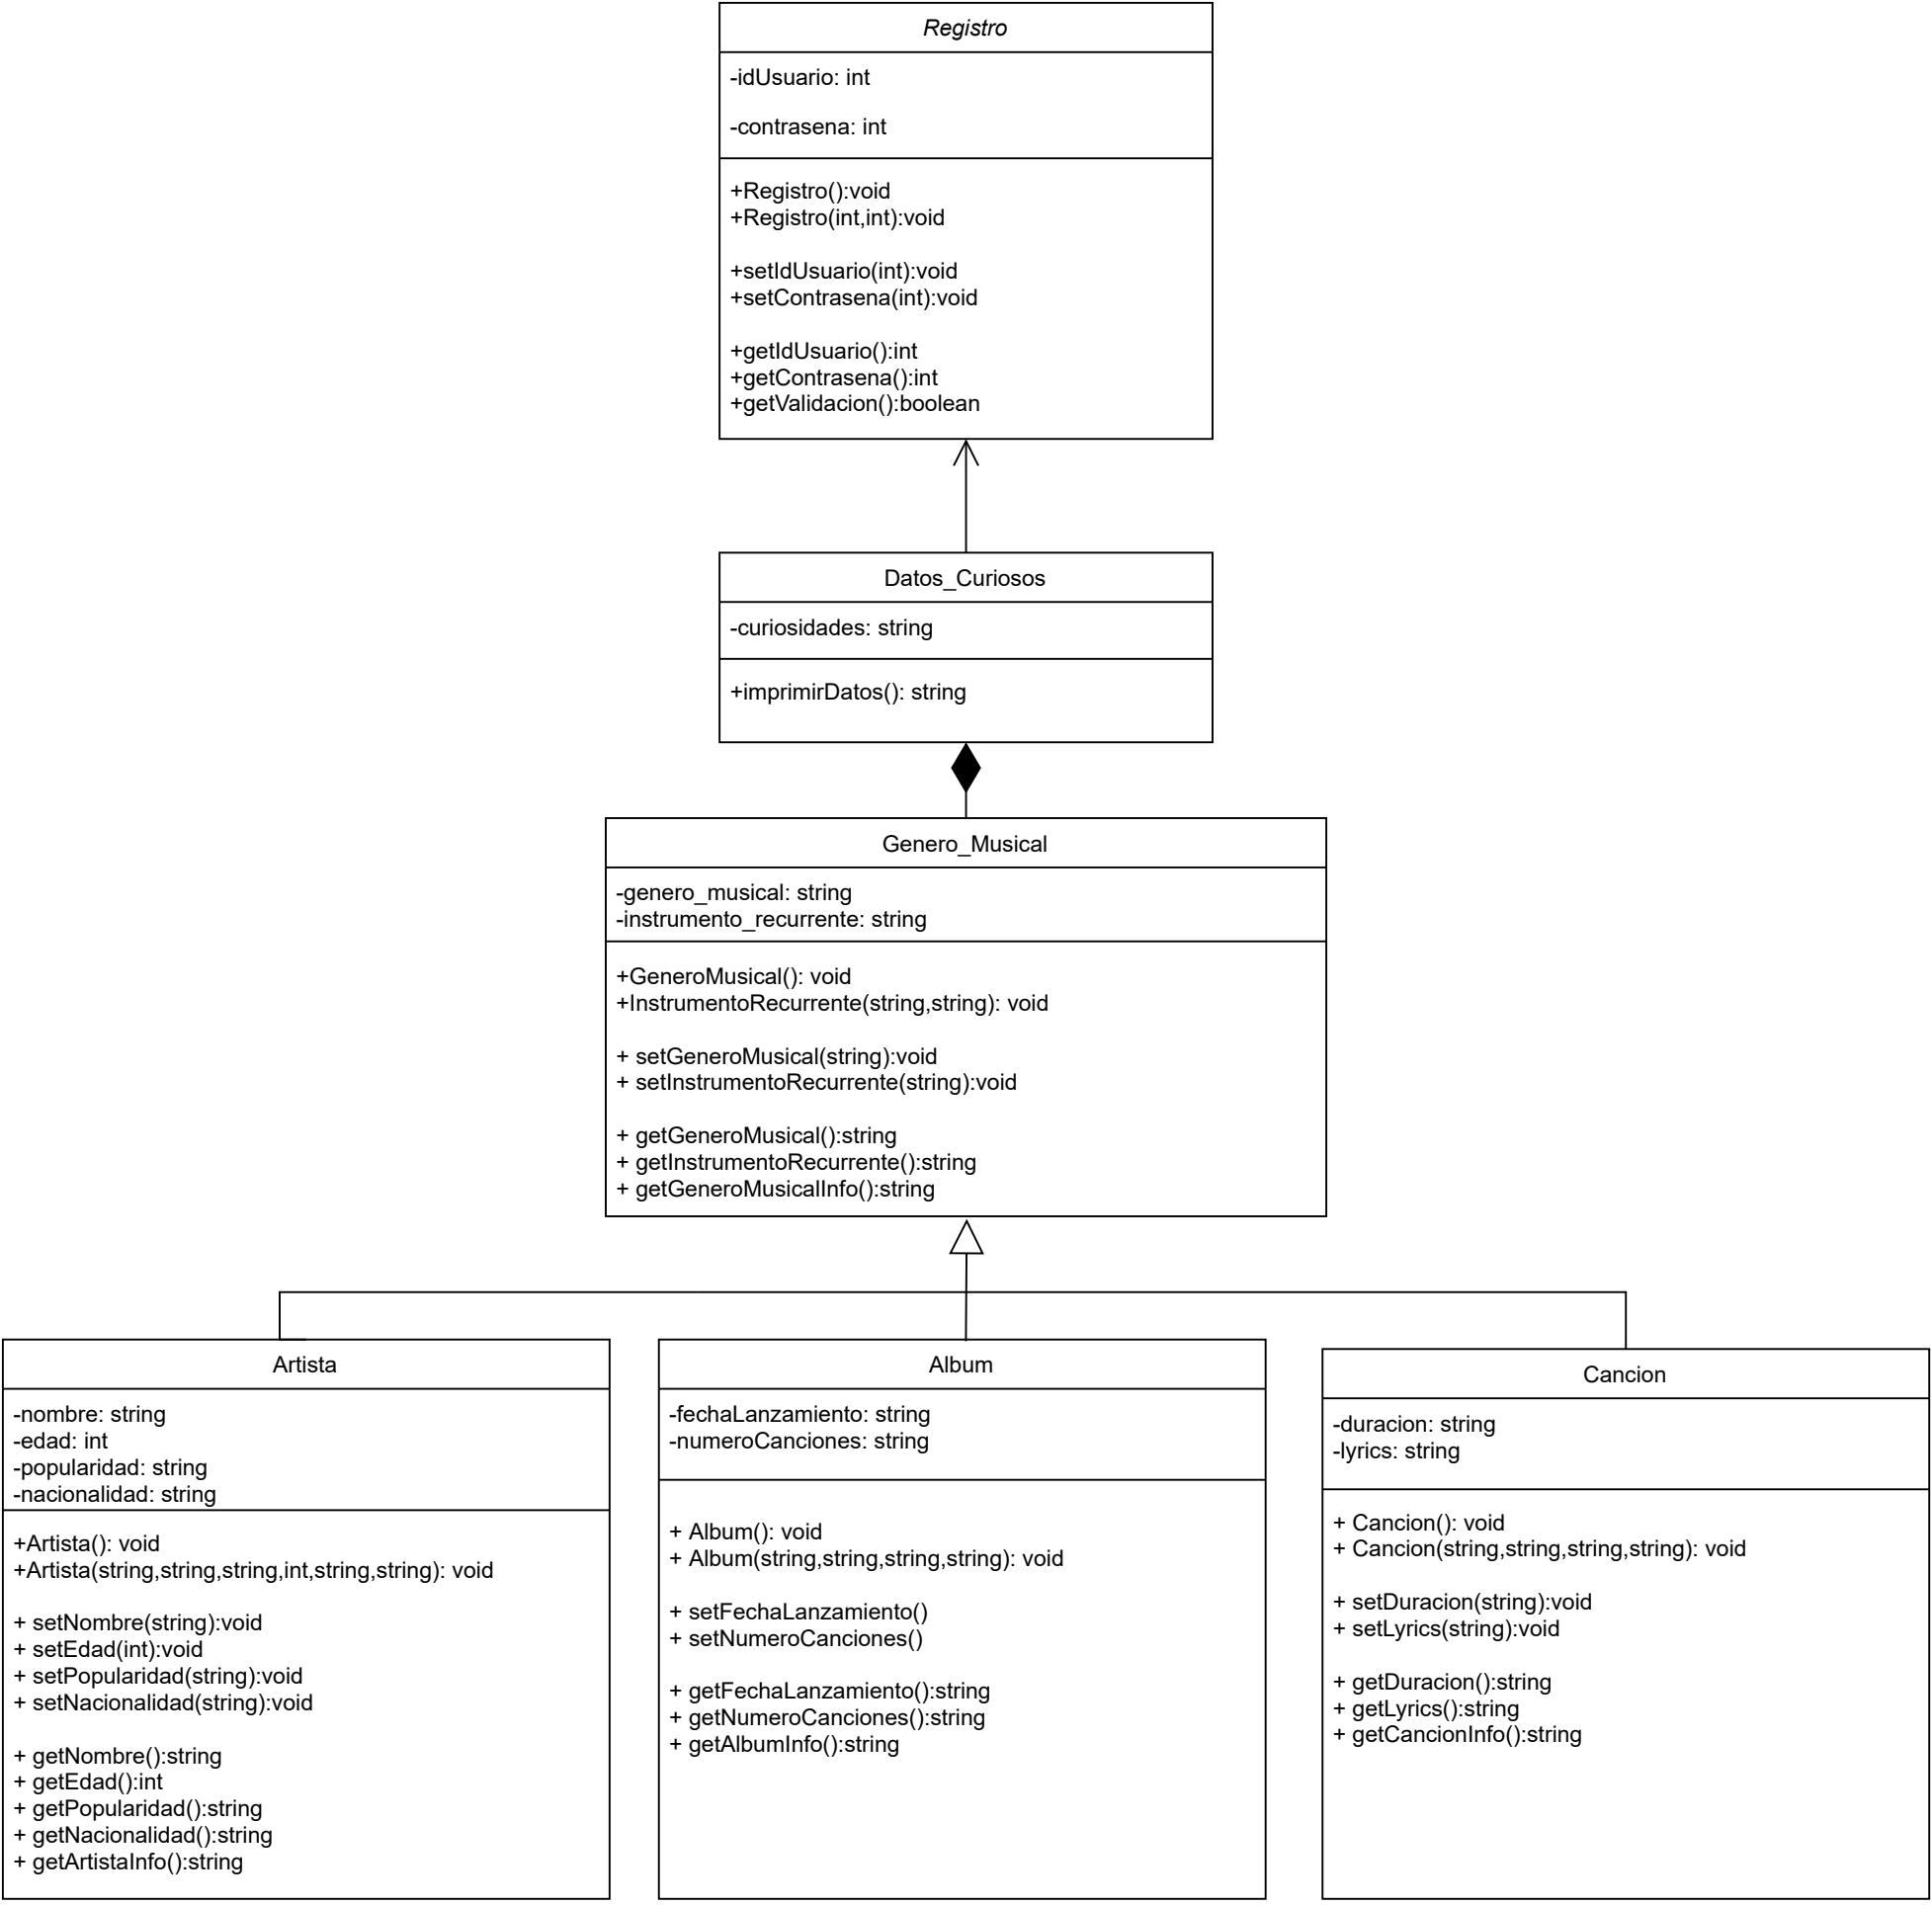 Registro
-idUsuario: int
-contrasena: int
+Registro():void
+Registro(int,int):void
+setIdUsuario(int):void
+setContrasena(int):void
+getIdUsuario():int
+getContrasena():int
+getValidacion():boolean
Datos_Curiosos
-curiosidades: string
+imprimirDatos(): string
Genero_Musical
-genero_musical: string
-instrumento_recurrente: string
+GeneroMusical(): void
+InstrumentoRecurrente(string,string): void
+ setGeneroMusical(string):void
+ setInstrumentoRecurrente(string):void
+ getGeneroMusical():string
+ getInstrumentoRecurrente():string
+ getGeneroMusicalInfo():string
Artista
-nombre: string
-edad: int
-popularidad: string
-nacionalidad: string
+Artista(): void
+Artista(string,string,string,int,string,string): void
+ setNombre(string):void
+ setEdad(int):void
+ setPopularidad(string):void
+ setNacionalidad(string):void
+ getNombre():string
+ getEdad():int
+ getPopularidad():string
+ getNacionalidad():string
+ getArtistaInfo():string
Album
-fechaLanzamiento: string
-numeroCanciones: string
+ Album(): void
+ Album(string,string,string,string): void
+ setFechaLanzamiento()
+ setNumeroCanciones()
+ getFechaLanzamiento():string
+ getNumeroCanciones():string
+ getAlbumInfo():string
Cancion
-duracion: string
-lyrics: string
+ Cancion(): void
+ Cancion(string,string,string,string): void
+ setDuracion(string):void
+ setLyrics(string):void
+ getDuracion():string
+ getLyrics():string
+ getCancionInfo():string